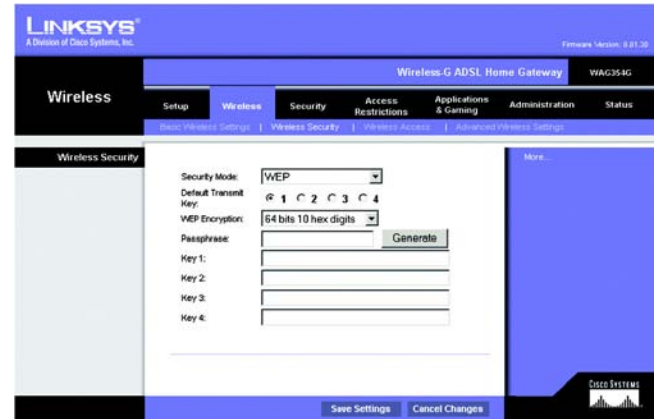 LINKSYS®
A Division of Cisco Systems, Inc.
Firmware Version: 8.01.30
Wireless-G ADSL Home Gateway WAG354G
Wireless
Setup Wireless Security Access Restrictions Applications & Gaming Administration Status
Basic Wireless Settings | Wireless Security | Wireless Access | Advanced Wireless Settings
Wireless Security
More...
Security Mode: WEP
Default Transmit Key: 1 2 3 4
WEP Encryption: 64 bits 10 hex digits
Passphrase: Generate
Key 1:
Key 2:
Key 3:
Key 4:
Save Settings Cancel Changes
CISCO SYSTEMS